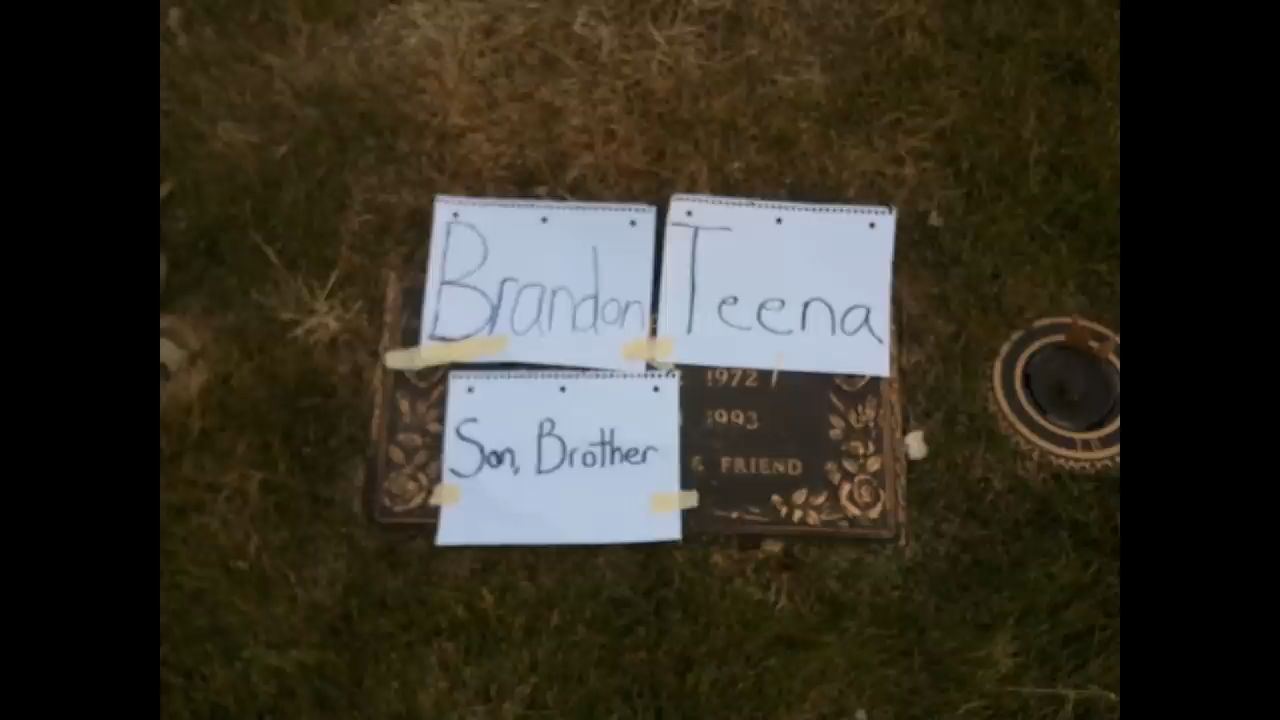 Brandon Teena
1972
1993
Son, Brother
& FRIEND